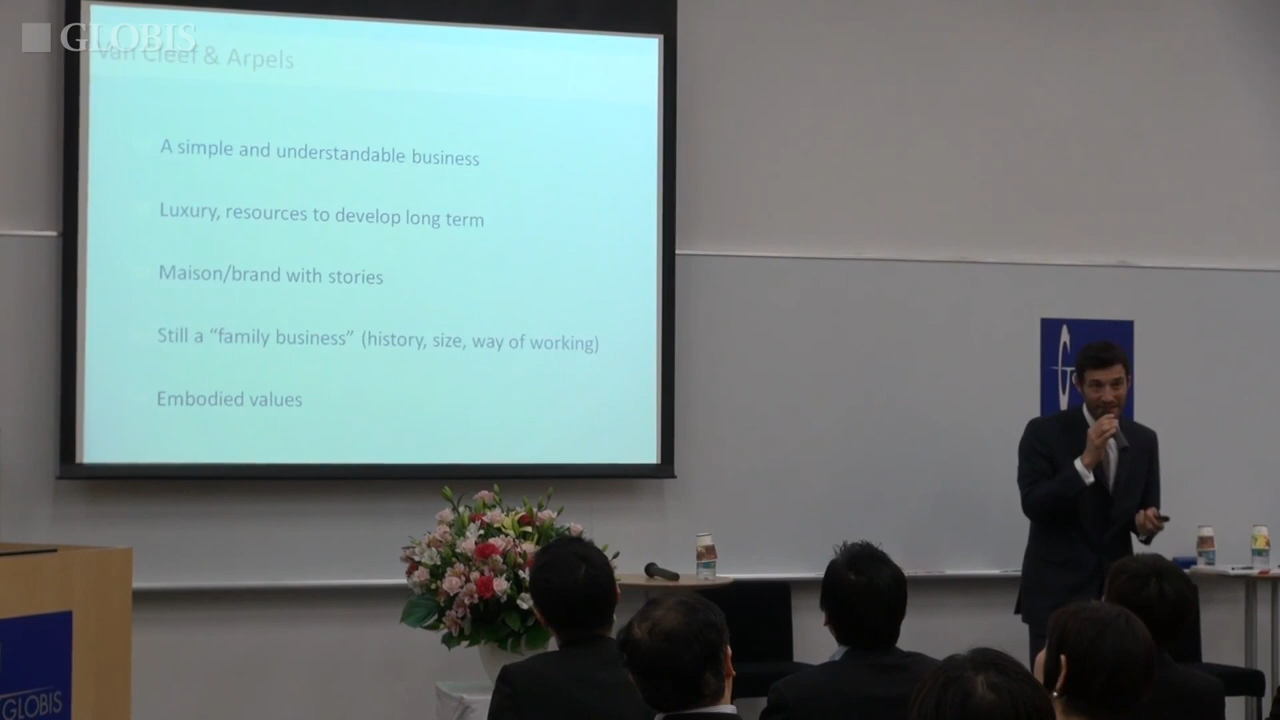 GLOBIS
Van Cleef & Arpels
A simple and understandable business
Luxury, resources to develop long term
Maison/brand with stories
Still a “family business” (history, size, way of working)
Embodied values
GLOBIS